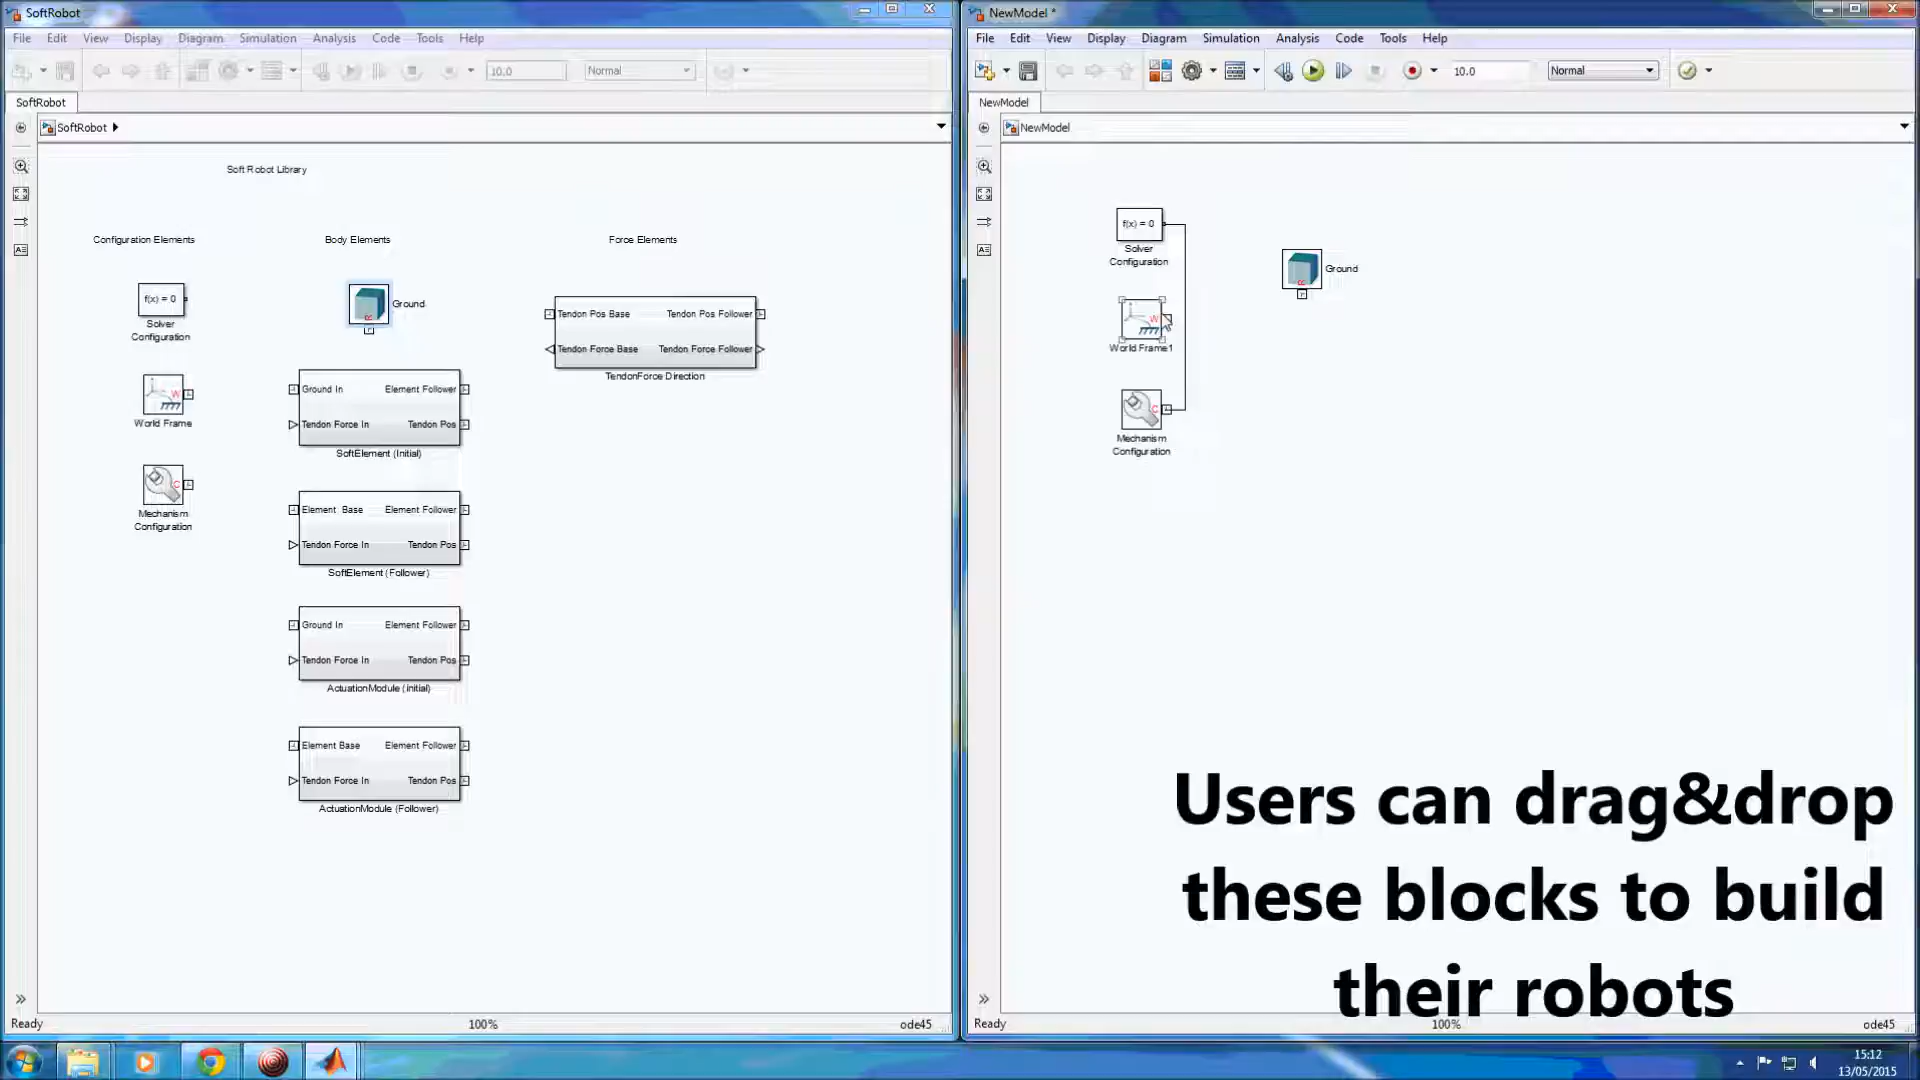 SoftRobot
File Edit View Display Diagram Simulation Analysis Code Tools Help
10.0 Normal
SoftRobot
SoftRobot
Soft Robot Library
Configuration Elements
Body Elements
Force Elements
f(x) = 0
Solver
Configuration
W
World Frame
C
Mechanism
Configuration
R
Ground
Ground In Element Follower
Tendon Force In Tendon Pos
SoftElement (Initial)
Element Base Element Follower
Tendon Force In Tendon Pos
SoftElement (Follower)
Ground In Element Follower
Tendon Force In Tendon Pos
ActuationModule (Initial)
Element Base Element Follower
Tendon Force In Tendon Pos
ActuationModule (Follower)
Tendon Pos Base Tendon Pos Follower
Tendon Force Base Tendon Force Follower
TendonForce Direction
Ready 100% ode45
NewModel *
File Edit View Display Diagram Simulation Analysis Code Tools Help
10.0 Normal
NewModel
NewModel
f(x) = 0
Solver
Configuration
W
World Frame1
C
Mechanism
Configuration
R
Ground
Users can drag&drop
these blocks to build
their robots
Ready 100% ode45
15:12
13/05/2015